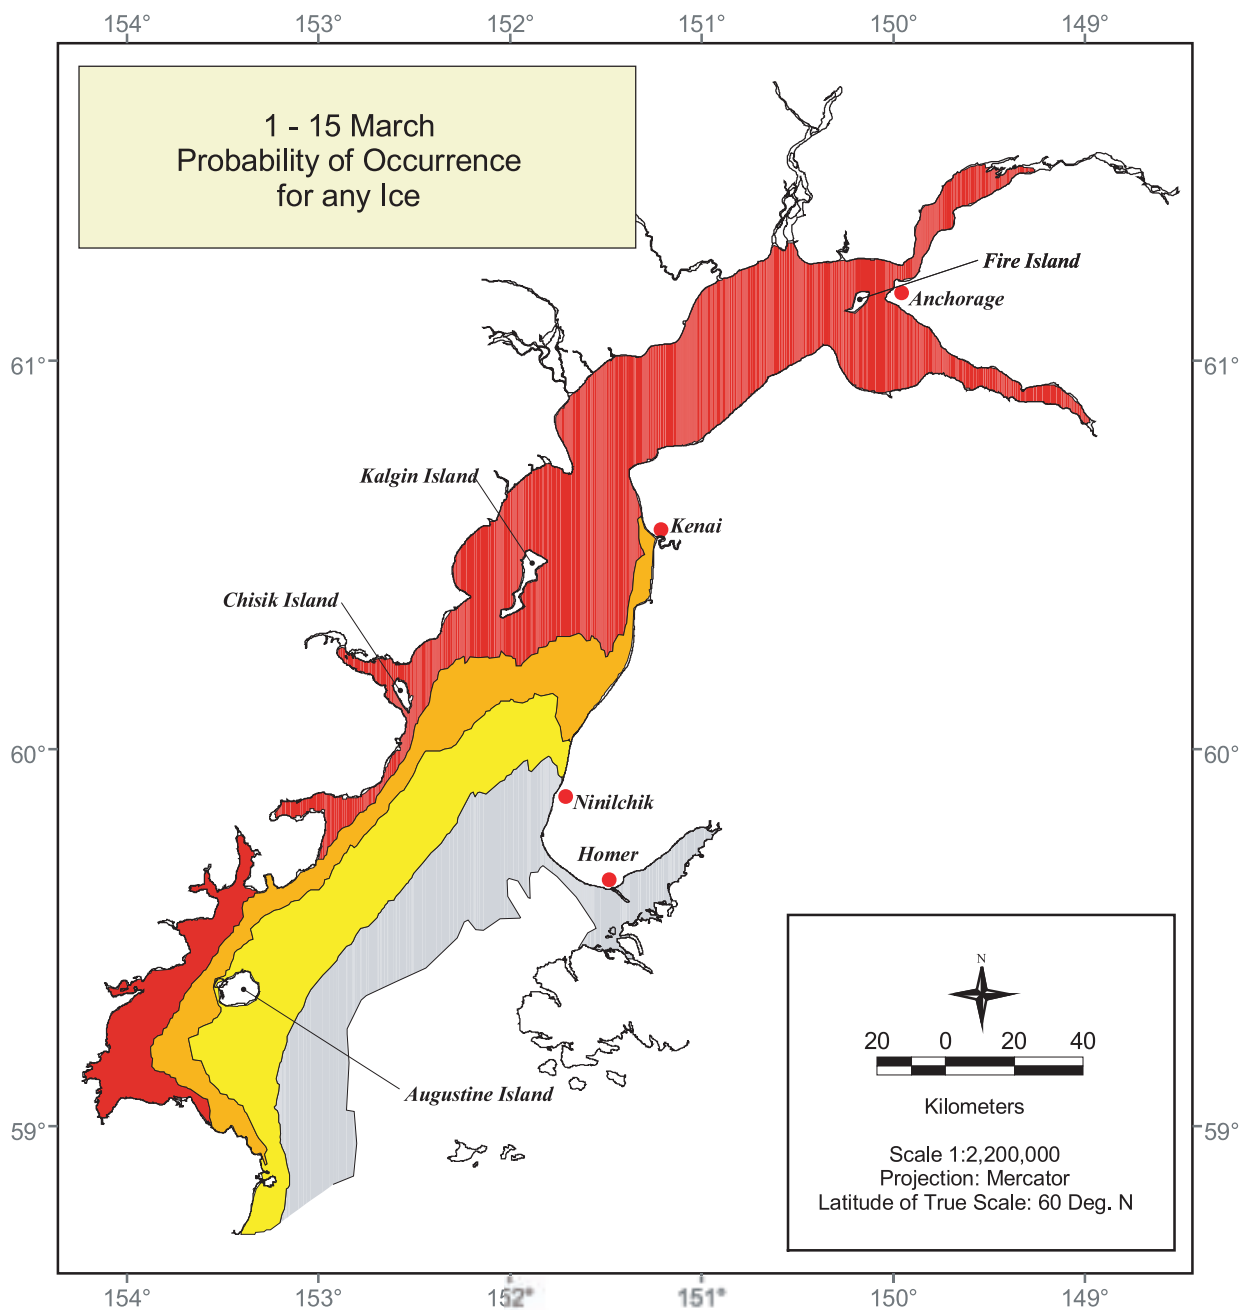 154° 153° 152° 151° 150° 149°
1 - 15 March
Probability of Occurrence
for any Ice
Fire Island
Anchorage
61° 61°
Kalgin Island
Kenai
Chisik Island
60° 60°
Ninilchik
Homer
N
20 0 20 40
Augustine Island
Kilometers
59° 59°
Scale 1:2,200,000
Projection: Mercator
Latitude of True Scale: 60 Deg. N
154° 153° 152° 151° 150° 149°